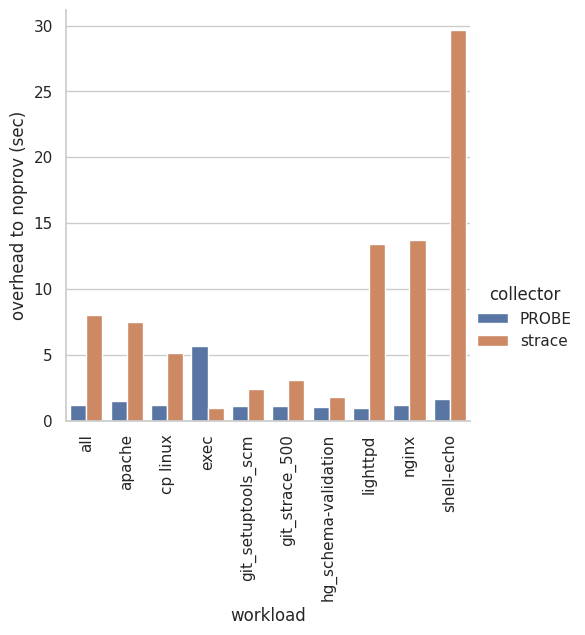 overhead to noprov (sec)
30
25
20
15
10
5
0
all
apache
cp linux
exec
git_setuptools_scm
git_strace_500
hg_schema-validation
lighttpd
nginx
shell-echo
workload
collector
PROBE
strace